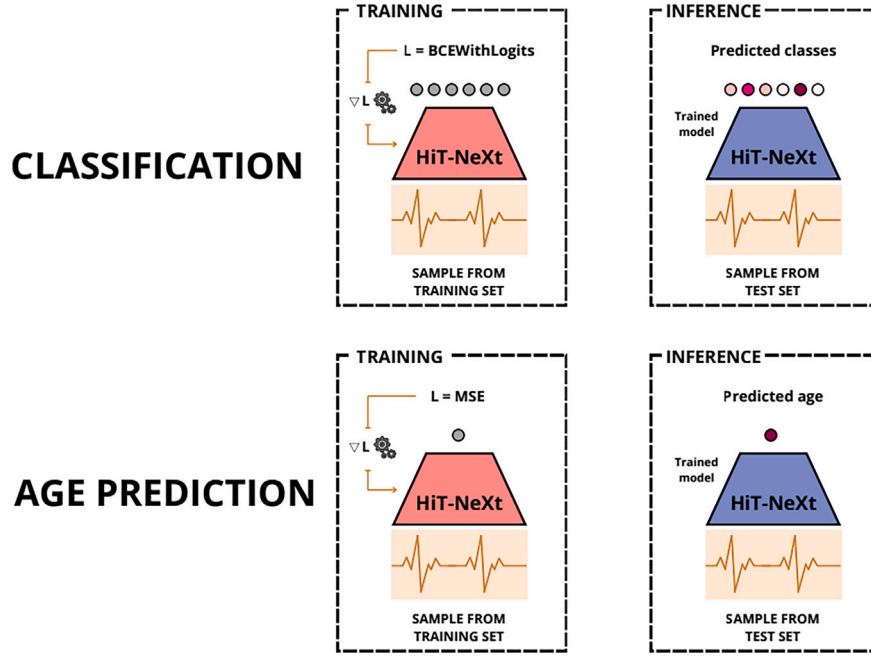 TRAINING
L = BCEWithLogits
▽ L
HiT-NeXt
SAMPLE FROM
TRAINING SET
INFERENCE
Predicted classes
Trained
model
HiT-NeXt
SAMPLE FROM
TEST SET
CLASSIFICATION
TRAINING
L = MSE
▽ L
HiT-NeXt
SAMPLE FROM
TRAINING SET
INFERENCE
Predicted age
Trained
model
HiT-NeXt
SAMPLE FROM
TEST SET
AGE PREDICTION